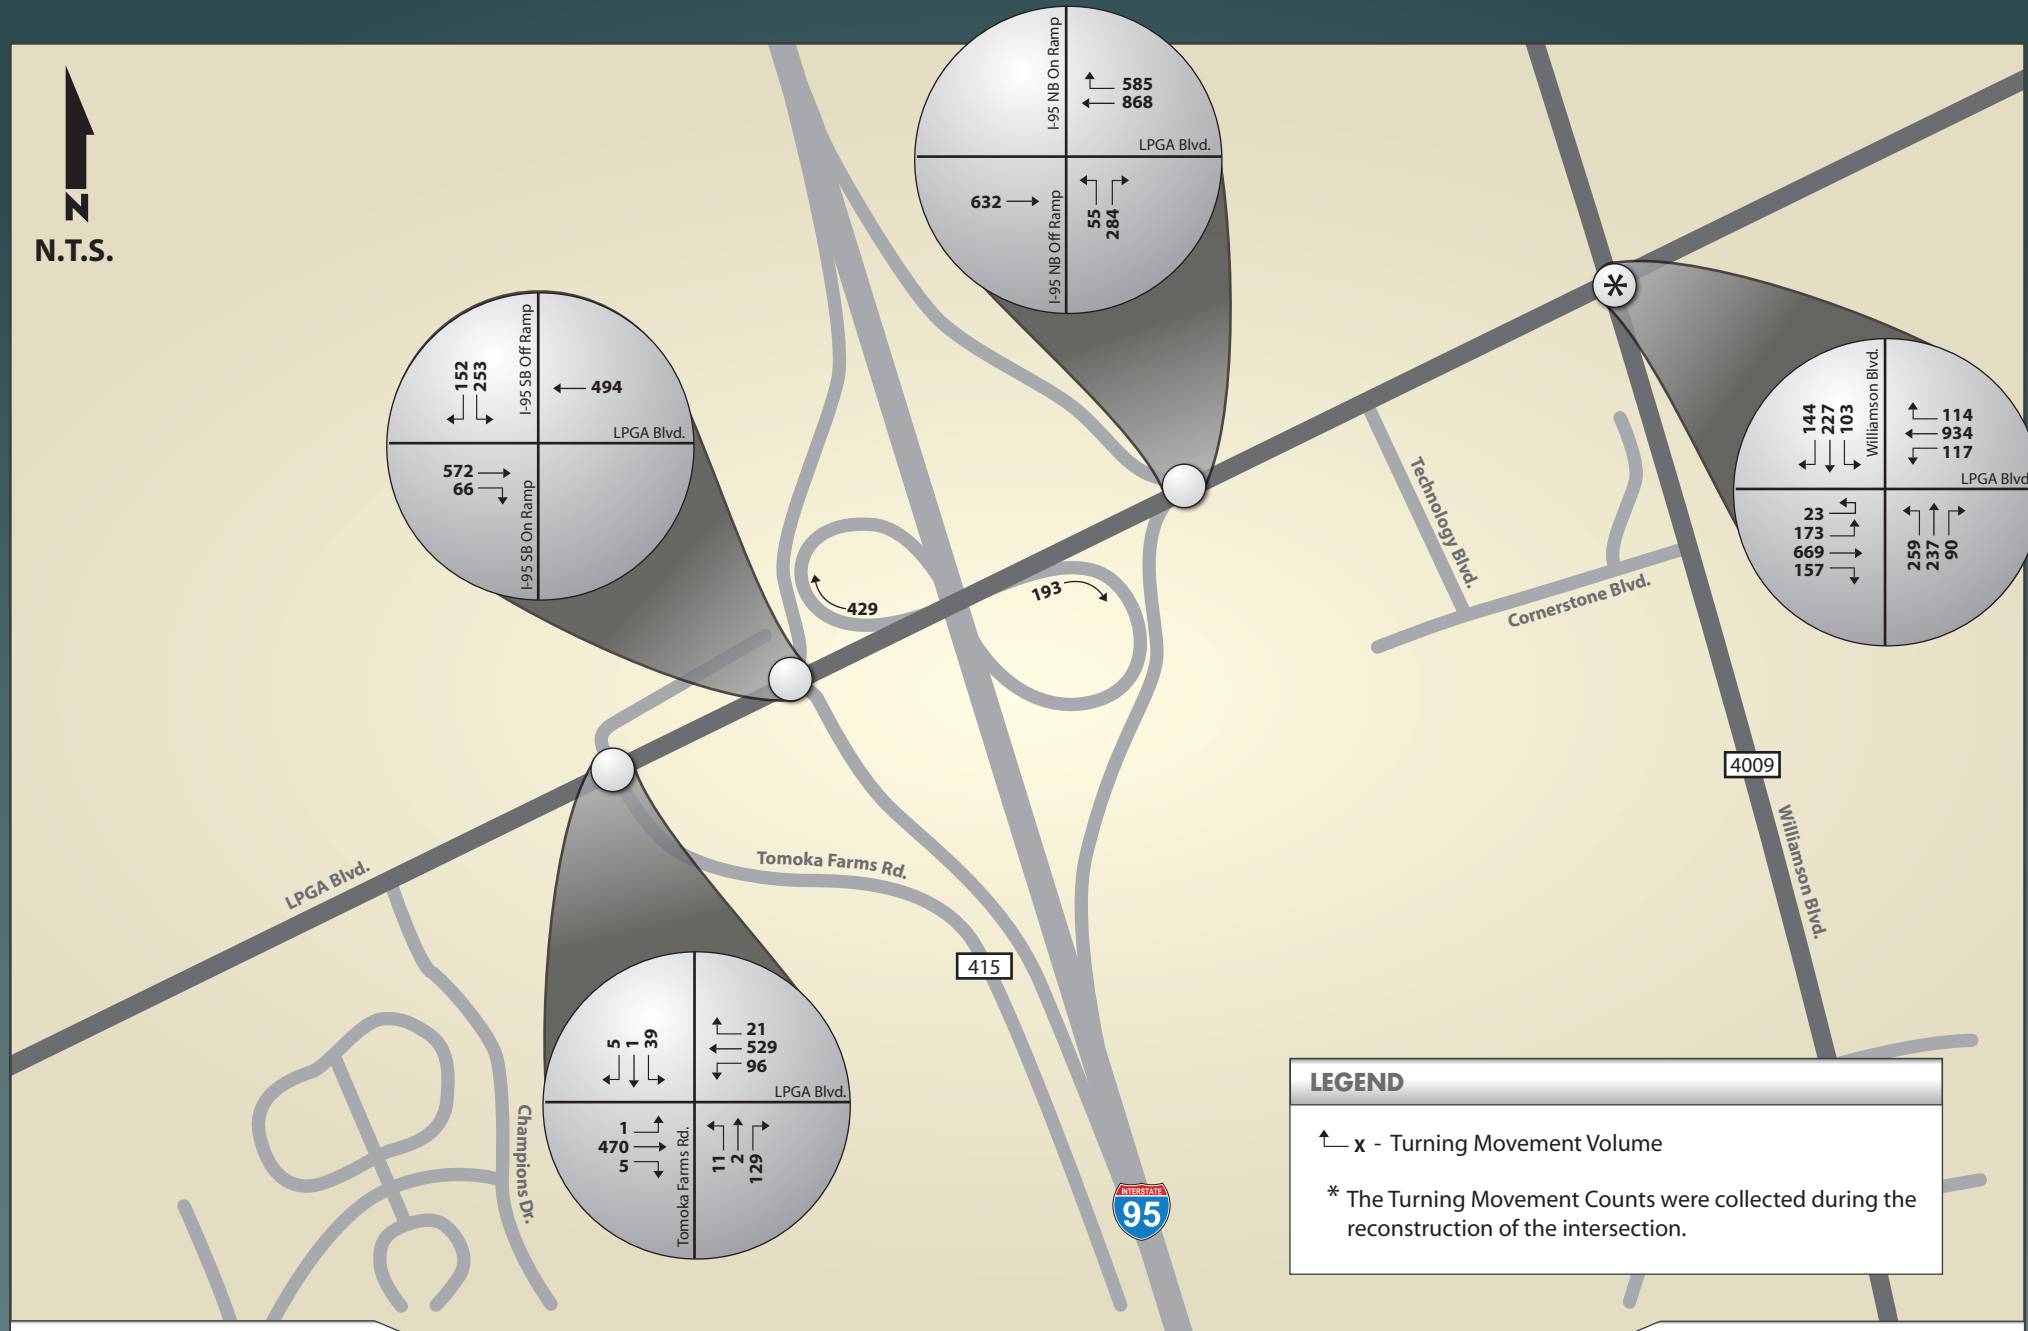 N
N.T.S.
I-95 NB On Ramp
585
868
LPGA Blvd.
632
I-95 NB Off Ramp
55
284
152
253
I-95 SB Off Ramp
494
LPGA Blvd.
572
66
I-95 SB On Ramp
*
144
227
103
Williamson Blvd.
114
934
117
LPGA Blvd
23
173
669
157
259
237
90
Technology Blvd.
Cornerstone Blvd.
429
193
4009
Williamson Blvd.
LPGA Blvd.
Tomoka Farms Rd.
415
5
1
39
21
529
96
LPGA Blvd.
1
470
5
Tomoka Farms Rd.
11
2
129
Champions Dr.
INTERSTATE
95
LEGEND
x - Turning Movement Volume
* The Turning Movement Counts were collected during the
reconstruction of the intersection.